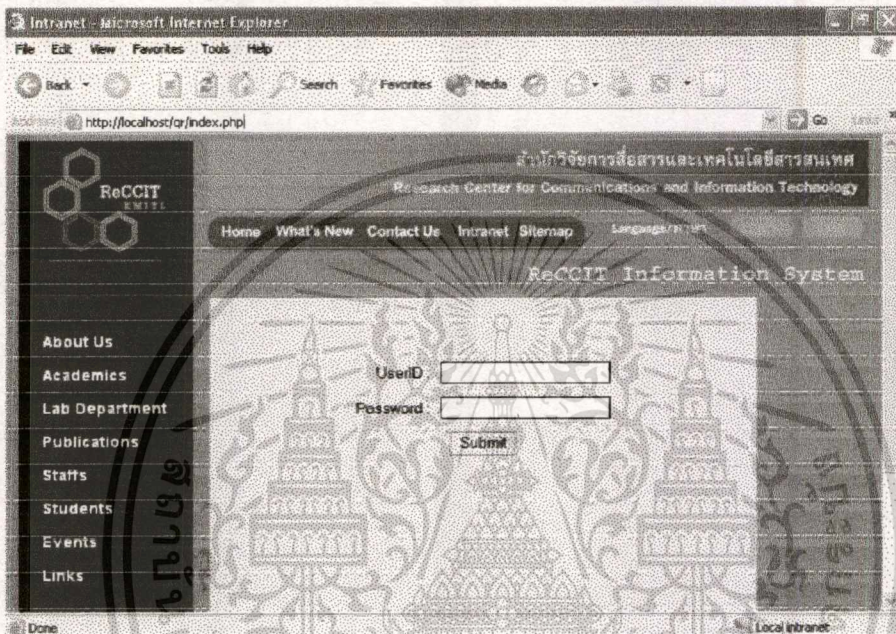 Intranet - Microsoft Internet Explorer
File Edit View Favorites Tools Help
Back Search Favorites Media
Address http://localhost/qr/index.php Go Links
ReCCIT
KMITL
สำนักวิจัยการสื่อสารและเทคโนโลยีสารสนเทศ
Research Center for Communications and Information Technology
Home What's New Contact Us Intranet Sitemap
ReCCIT Information System
About Us
Academics
Lab Department
Publications
Staffs
Students
Events
Links
UserID :
Password :
Submit
Done Local intranet